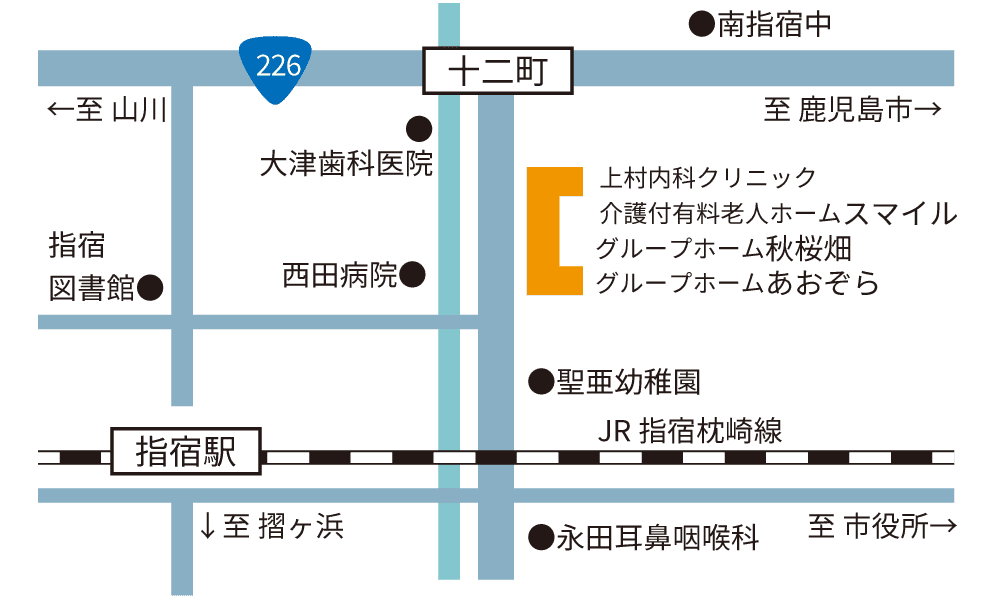 南指宿中
226
十二町
←至 山川
至 鹿児島市→
大津歯科医院
上村内科クリニック
介護付有料老人ホームスマイル
グループホーム秋桜畑
グループホームあおぞら
指宿
図書館
西田病院
聖亜幼稚園
JR 指宿枕崎線
指宿駅
↓至 摺ヶ浜
永田耳鼻咽喉科
至 市役所→